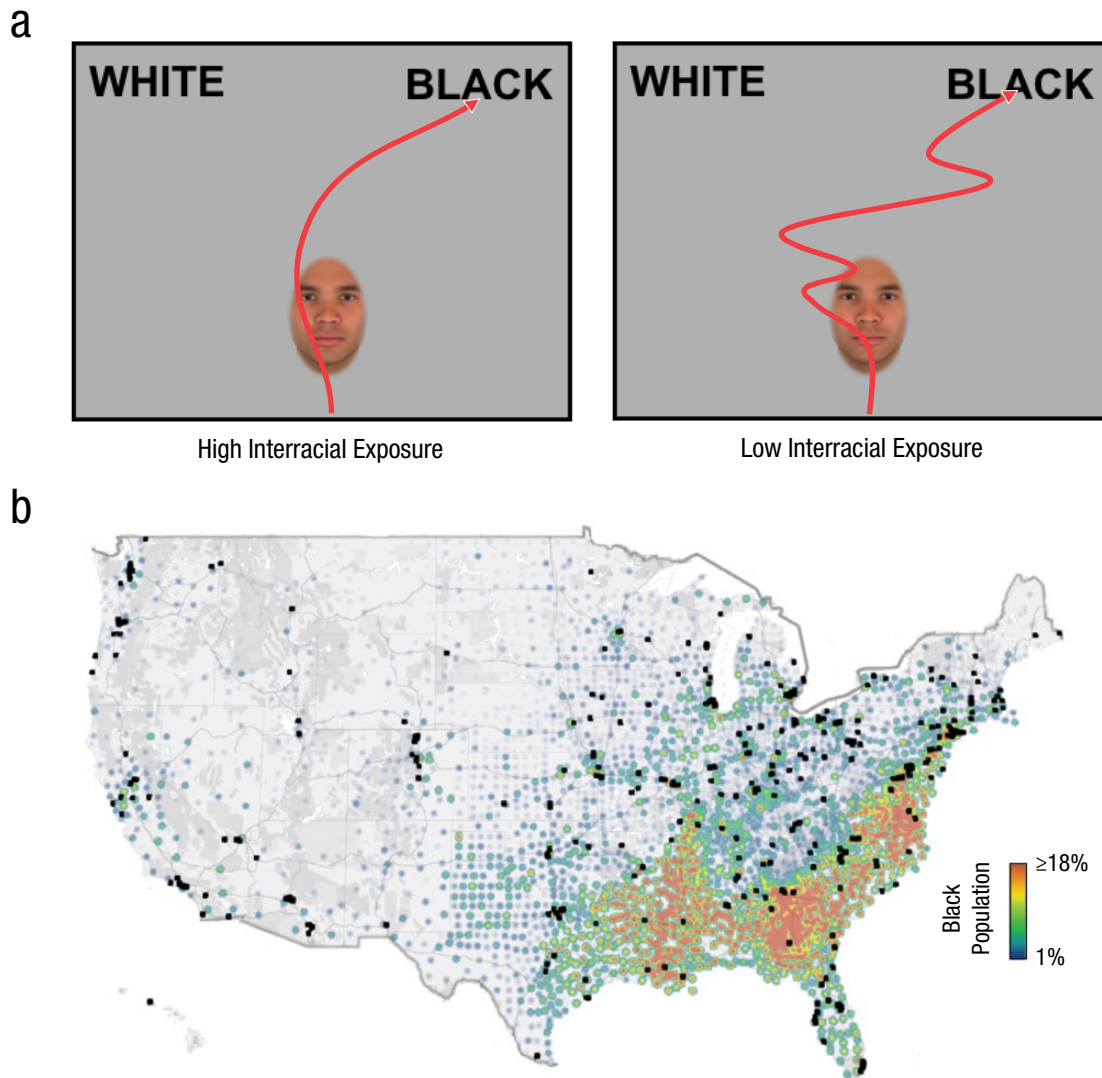 a
WHITE
BLACK
WHITE
BLACK
High Interracial Exposure
Low Interracial Exposure
b
Black
Population
≥18%
1%